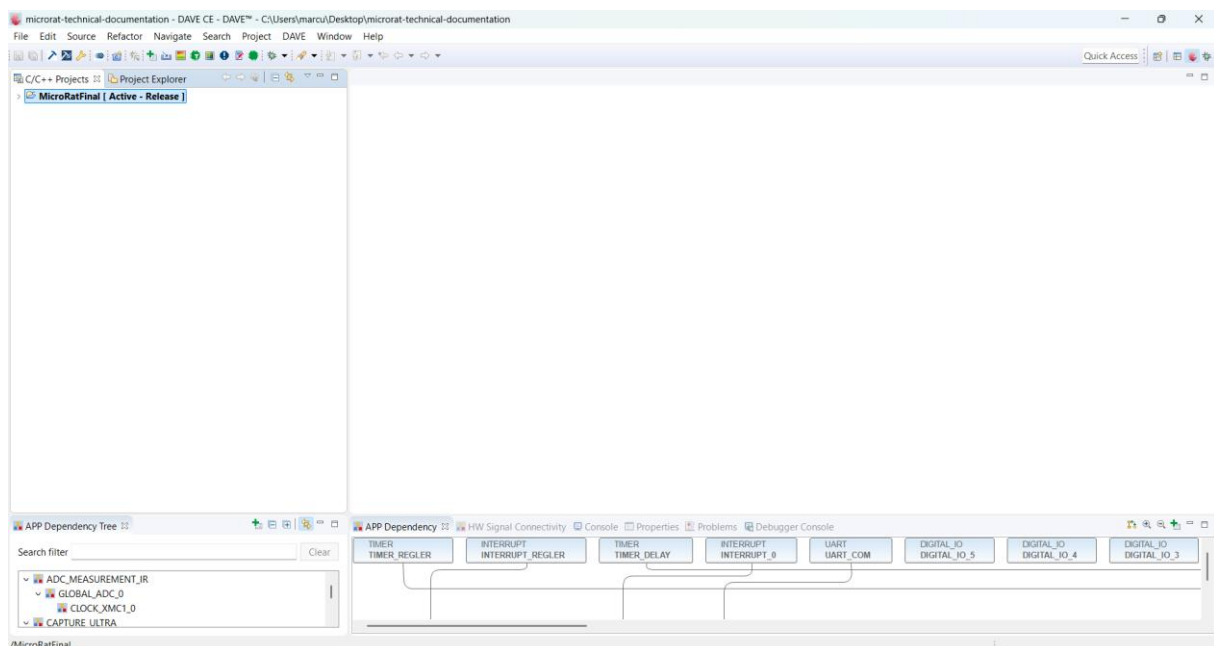 microrat-technical-documentation - DAVE CE - DAVE™ - C:\Users\marcu\Desktop\microrat-technical-documentation
File Edit Source Refactor Navigate Search Project DAVE Window Help
Quick Access
C/C++ Projects Project Explorer
MicroRatFinal [ Active - Release ]
APP Dependency Tree
Search filter Clear
ADC_MEASUREMENT_IR
GLOBAL_ADC_0
CLOCK_XMC1_0
CAPTURE ULTRA
APP Dependency HW Signal Connectivity Console Properties Problems Debugger Console
TIMER INTERRUPT TIMER INTERRUPT UART DIGITAL_IO DIGITAL_IO DIGITAL_IO
TIMER_REGLER INTERRUPT_REGLER TIMER_DELAY INTERRUPT_0 UART_COM DIGITAL_IO_5 DIGITAL_IO_4 DIGITAL_IO_3
/MicroRatFinal